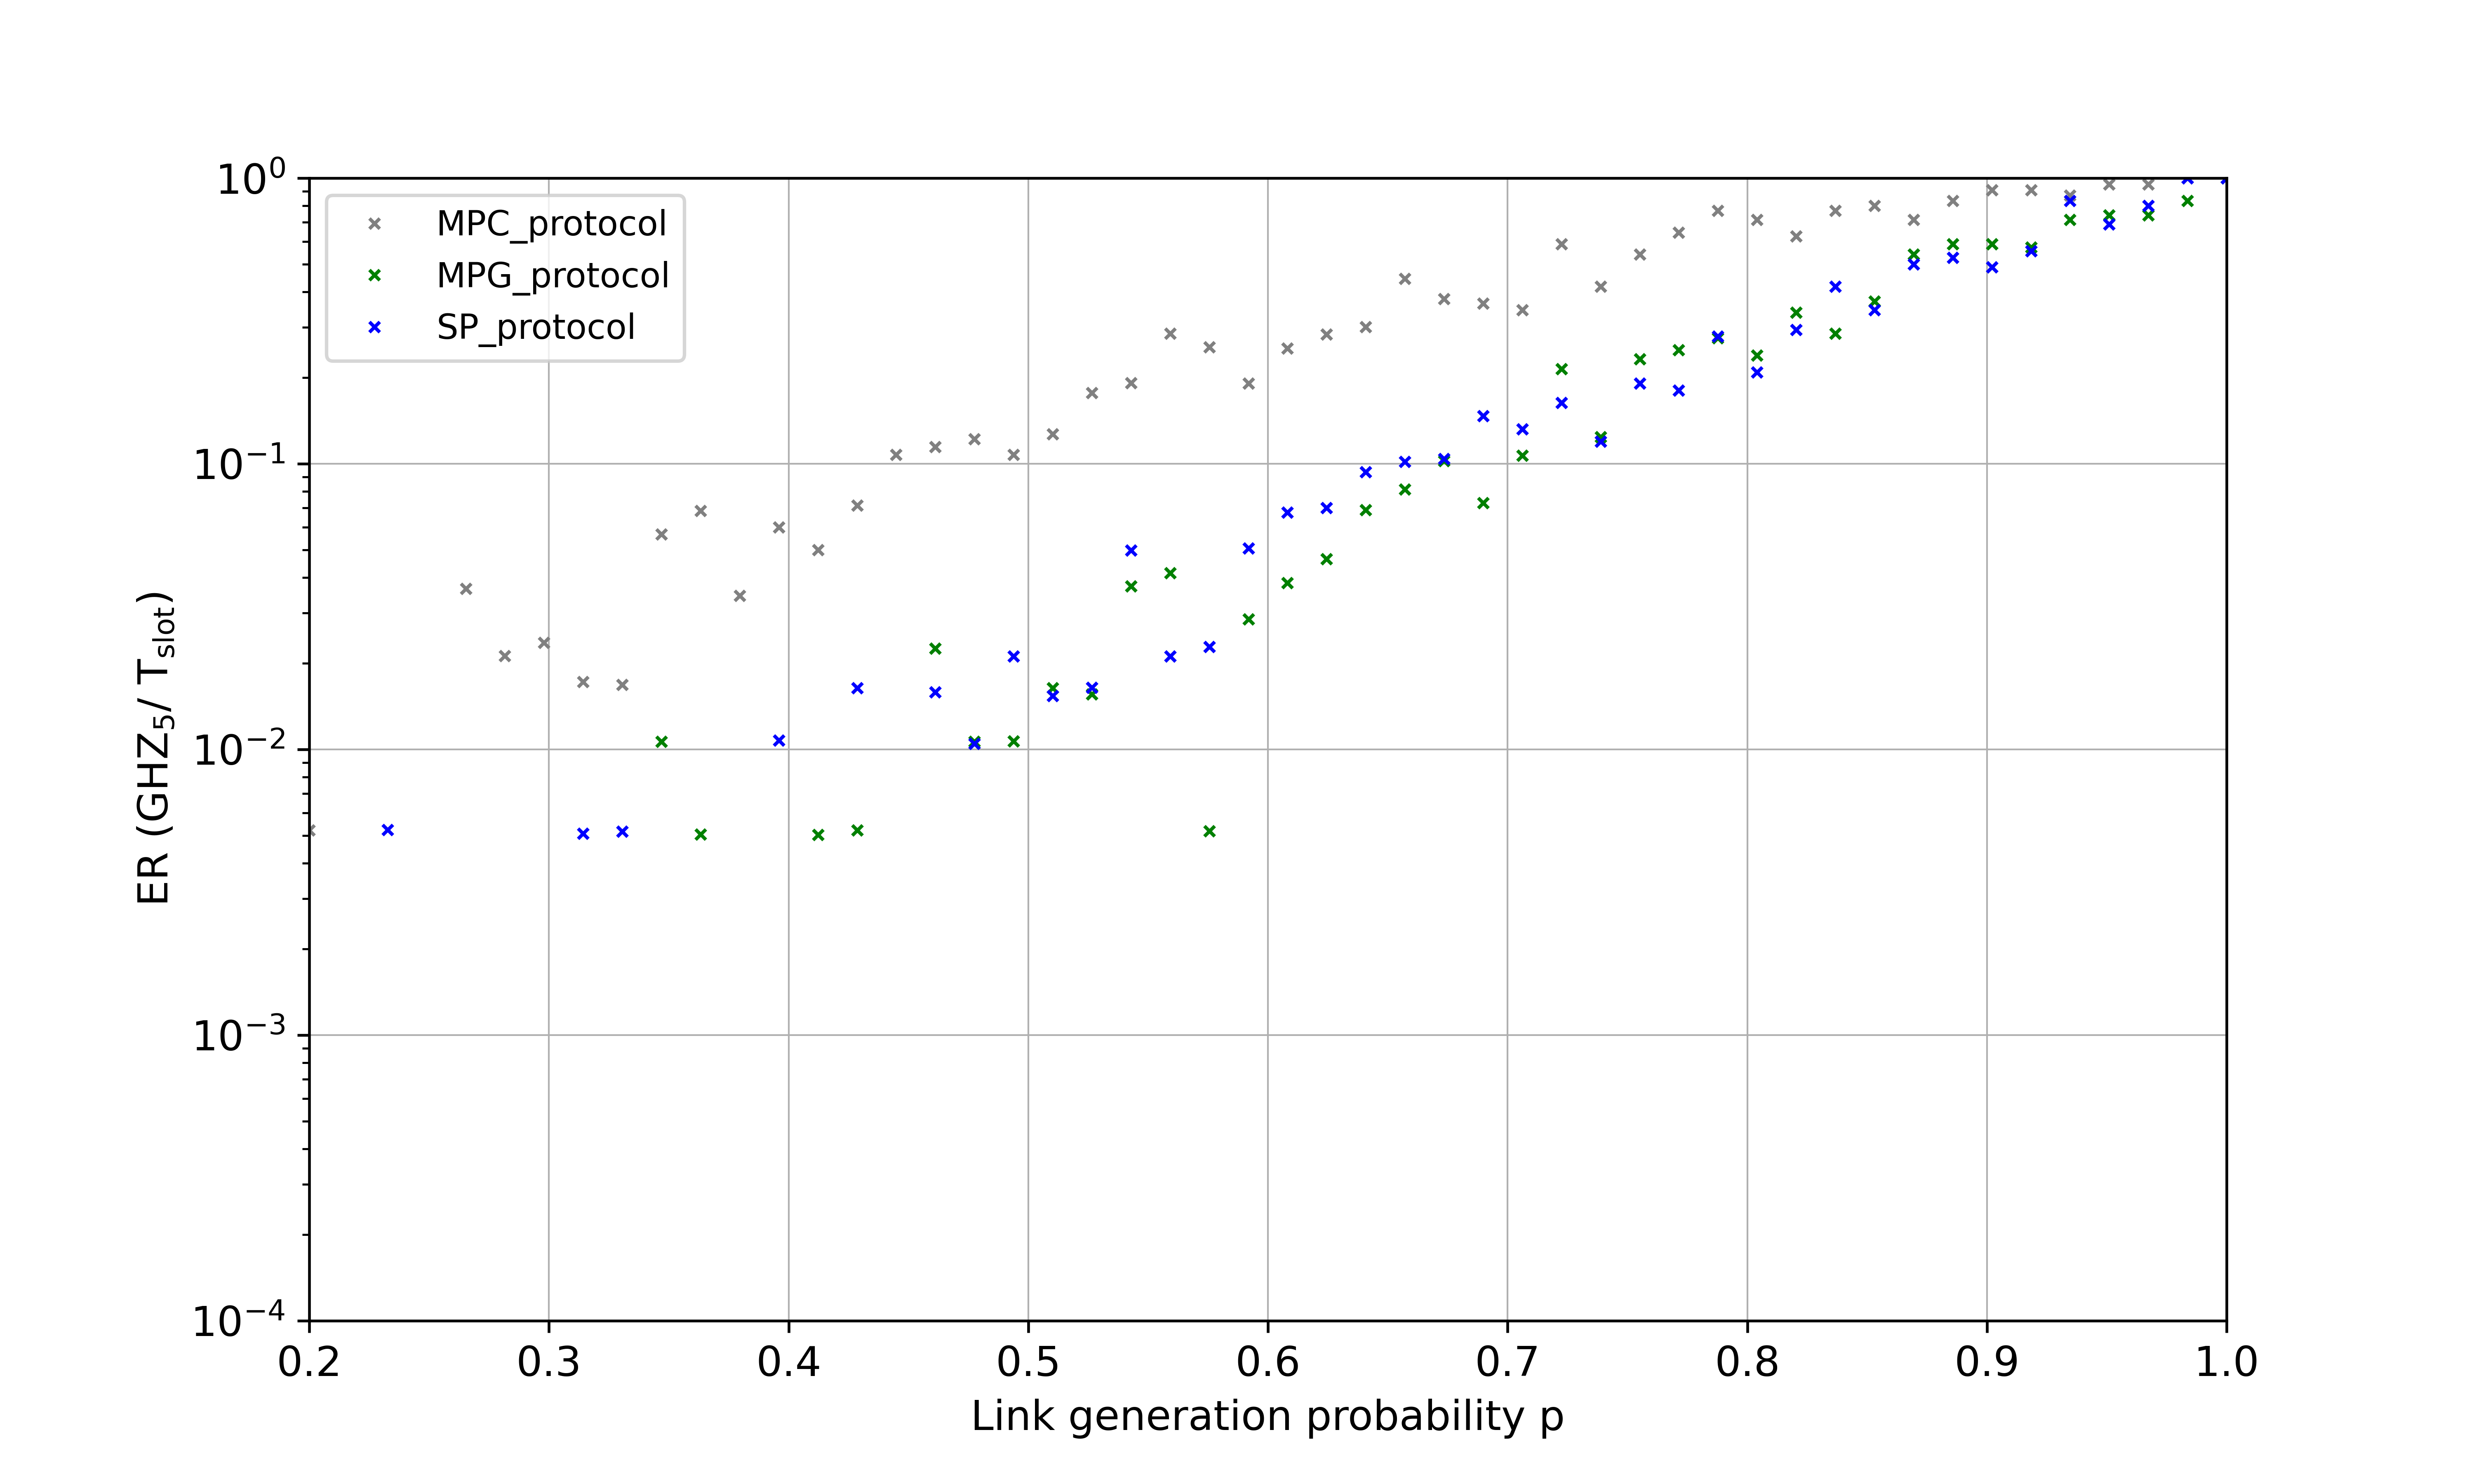 10⁰
10⁻¹
10⁻²
10⁻³
10⁻⁴
ER (GHZ₅/ Tₛₗₒₜ)
MPC_protocol
MPG_protocol
SP_protocol
0.2 0.3 0.4 0.5 0.6 0.7 0.8 0.9 1.0
Link generation probability p